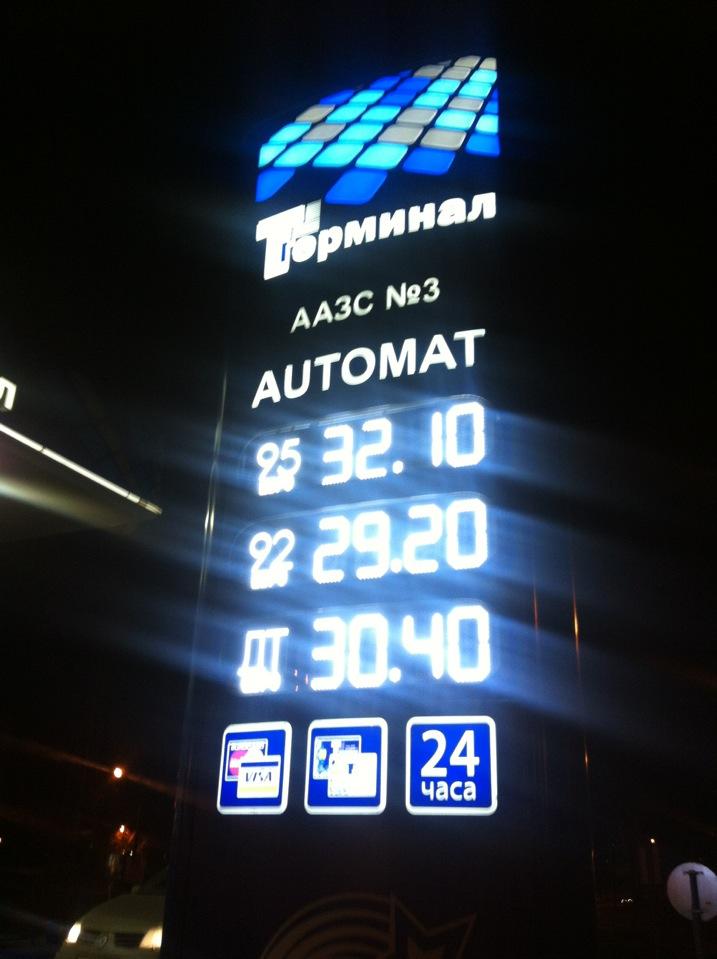 Терминал
ААЗС №3
AUTOMAT
95 32.10
92 29.20
ДТ 30.40
VISA
24
часа